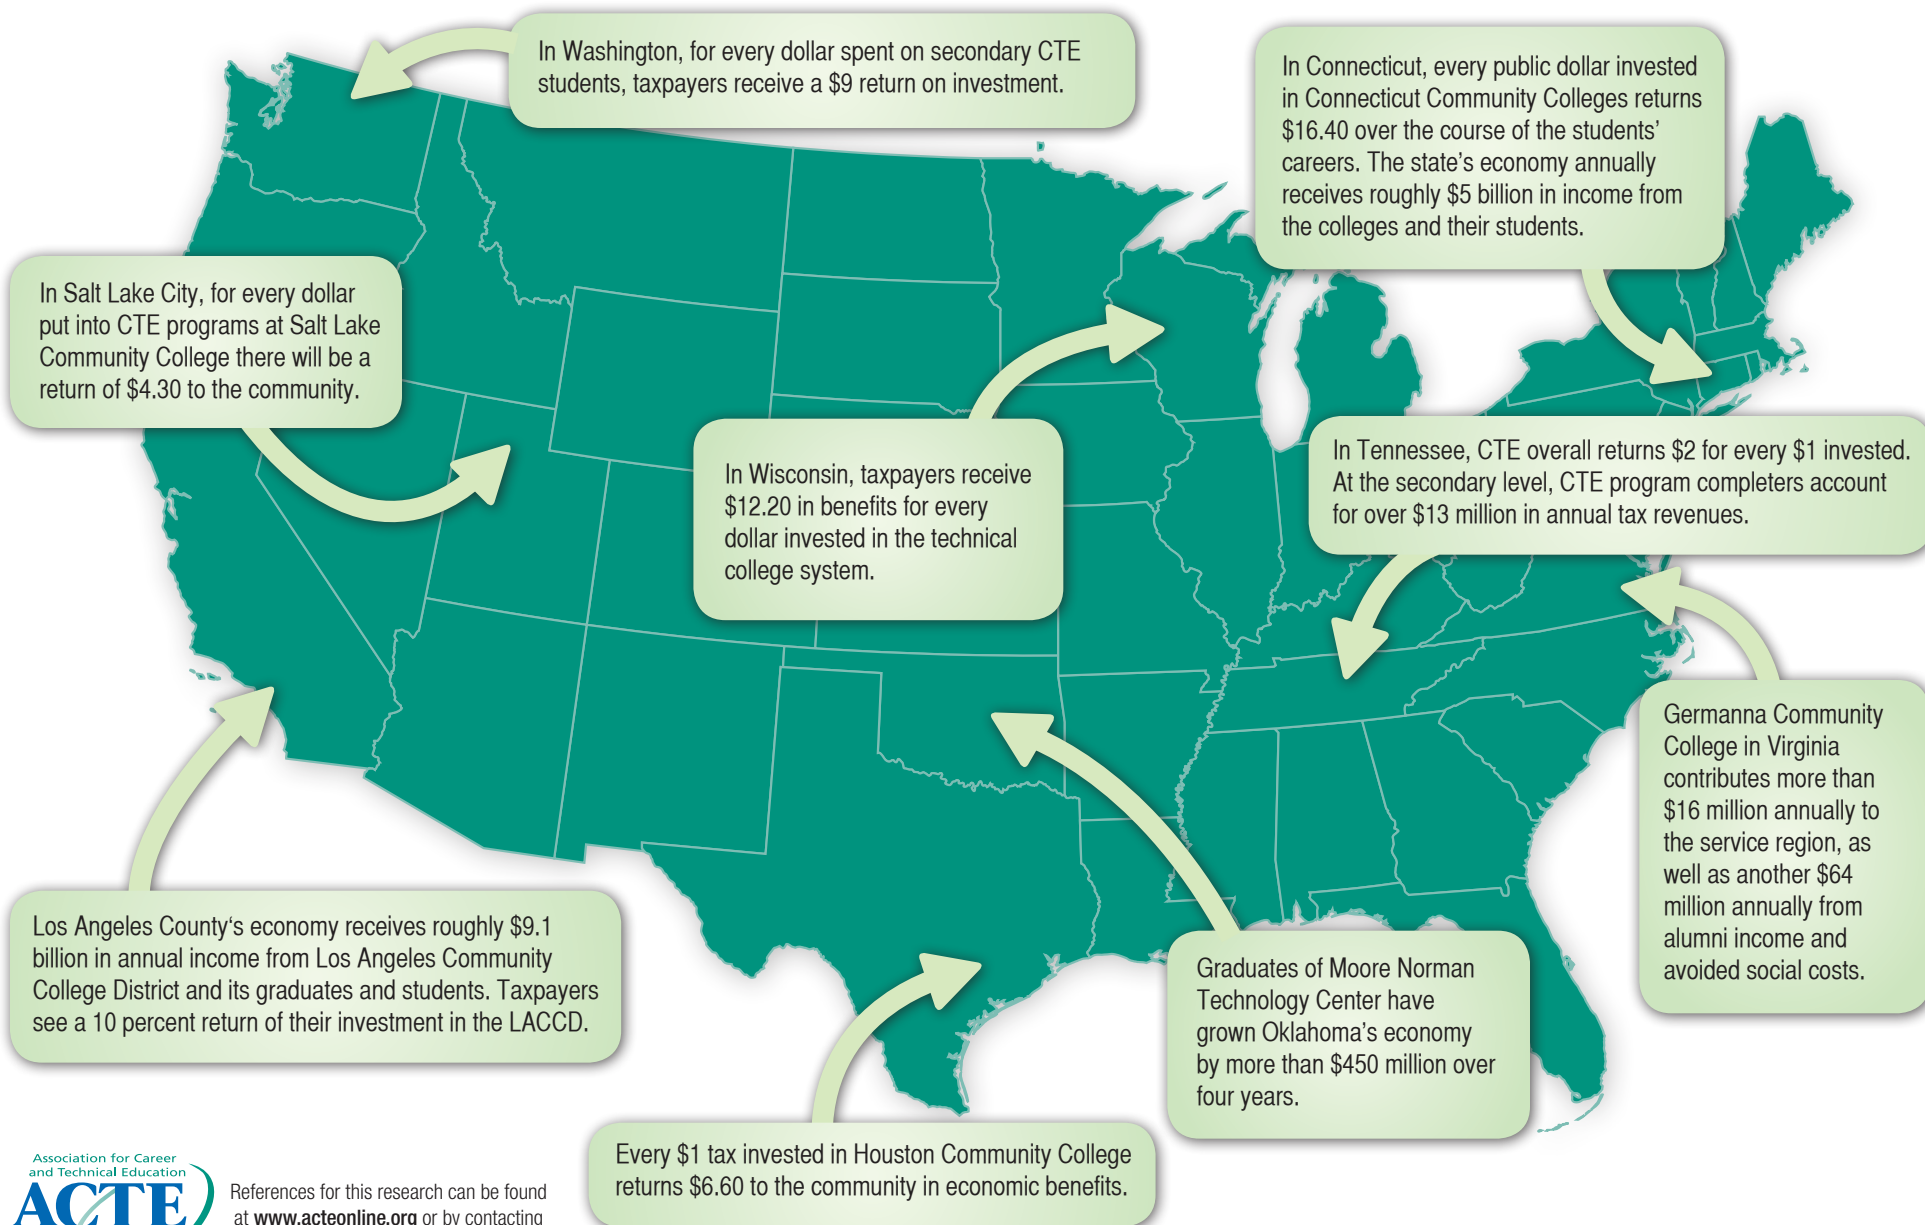 In Washington, for every dollar spent on secondary CTE
students, taxpayers receive a $9 return on investment.
In Connecticut, every public dollar invested
in Connecticut Community Colleges returns
$16.40 over the course of the students’
careers. The state’s economy annually
receives roughly $5 billion in income from
the colleges and their students.
In Salt Lake City, for every dollar
put into CTE programs at Salt Lake
Community College there will be a
return of $4.30 to the community.
In Wisconsin, taxpayers receive
$12.20 in benefits for every
dollar invested in the technical
college system.
In Tennessee, CTE overall returns $2 for every $1 invested.
At the secondary level, CTE program completers account
for over $13 million in annual tax revenues.
Germanna Community
College in Virginia
contributes more than
$16 million annually to
the service region, as
well as another $64
million annually from
alumni income and
avoided social costs.
Los Angeles County‘s economy receives roughly $9.1
billion in annual income from Los Angeles Community
College District and its graduates and students. Taxpayers
see a 10 percent return of their investment in the LACCD.
Graduates of Moore Norman
Technology Center have
grown Oklahoma’s economy
by more than $450 million over
four years.
Every $1 tax invested in Houston Community College
returns $6.60 to the community in economic benefits.
Association for Career
and Technical Education
ACTE
References for this research can be found
at www.acteonline.org or by contacting